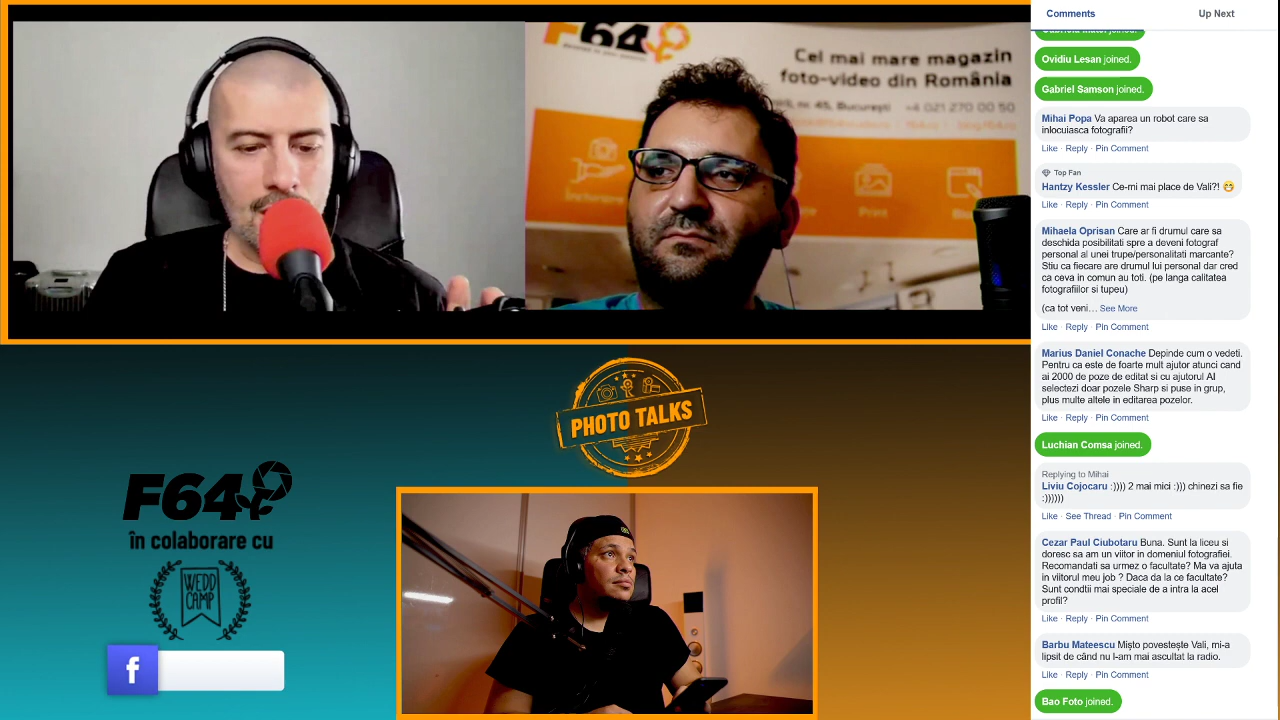 F64
Cel mai mare magazin
foto-video din România
nr. 45, București +4 021 270 00 50
Print
PHOTO TALKS
F64
în colaborare cu
WEDD
CAMP
f
Comments
Up Next
joined.
Ovidiu Lesan joined.
Gabriel Samson joined.
Mihai Popa Va aparea un robot care sa
inlocuiasca fotografii?
Like · Reply · Pin Comment
Top Fan
Hantzy Kessler Ce-mi mai place de Vali?! 😁
Like · Reply · Pin Comment
Mihaela Oprisan Care ar fi drumul care sa
deschida posibilitati spre a deveni fotograf
personal al unei trupe/personalitati marcante?
Stiu ca fiecare are drumul lui personal dar cred
ca ceva in comun au toti. (pe langa calitatea
fotografiilor si tupeu)
(ca tot veni... See More
Like · Reply · Pin Comment
Marius Daniel Conache Depinde cum o vedeti.
Pentru ca este de foarte mult ajutor atunci cand
ai 2000 de poze de editat si cu ajutorul AI
selectezi doar pozele Sharp si puse in grup,
plus multe altele in editarea pozelor.
Like · Reply · Pin Comment
Luchian Comsa joined.
Replying to Mihai
Liviu Cojocaru :)))) 2 mai mici :))) chinezi sa fie
:))))))
Like · See Thread · Pin Comment
Cezar Paul Ciubotaru Buna. Sunt la liceu si
doresc sa am un viitor in domeniul fotografiei.
Recomandati sa urmez o facultate? Ma va ajuta
in viitorul meu job ? Daca da la ce facultate?
Sunt condtii mai speciale de a intra la acel
profil?
Like · Reply · Pin Comment
Barbu Mateescu Mișto povestește Vali, mi-a
lipsit de când nu l-am mai ascultat la radio.
Like · Reply · Pin Comment
Bao Foto joined.